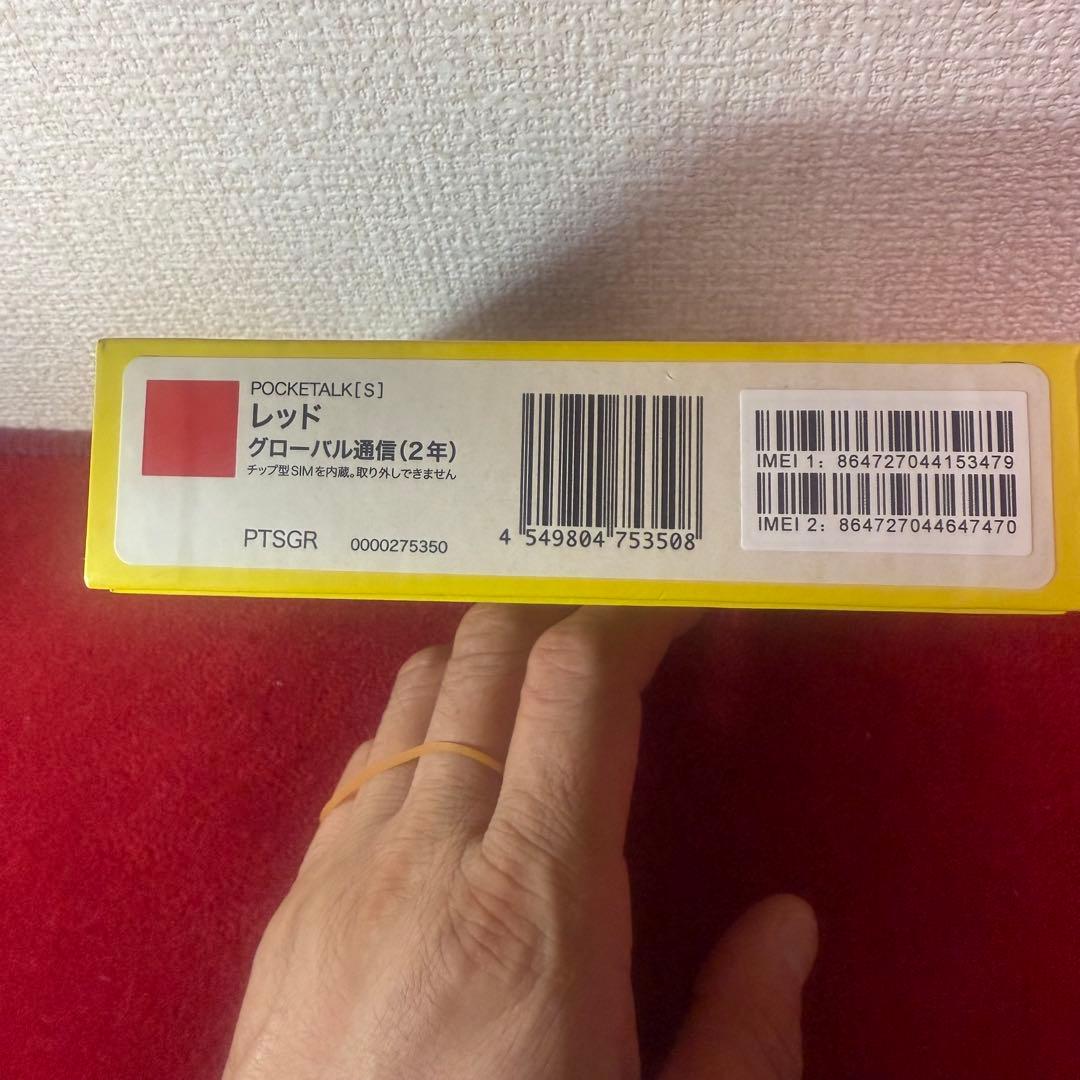 POCKETALK[S]
レッド
グローバル通信(2年)
チップ型SIMを内蔵。取り外しできません
PTSGR 0000275350
4 549804 753508
IMEI 1: 864727044153479
IMEI 2: 864727044647470